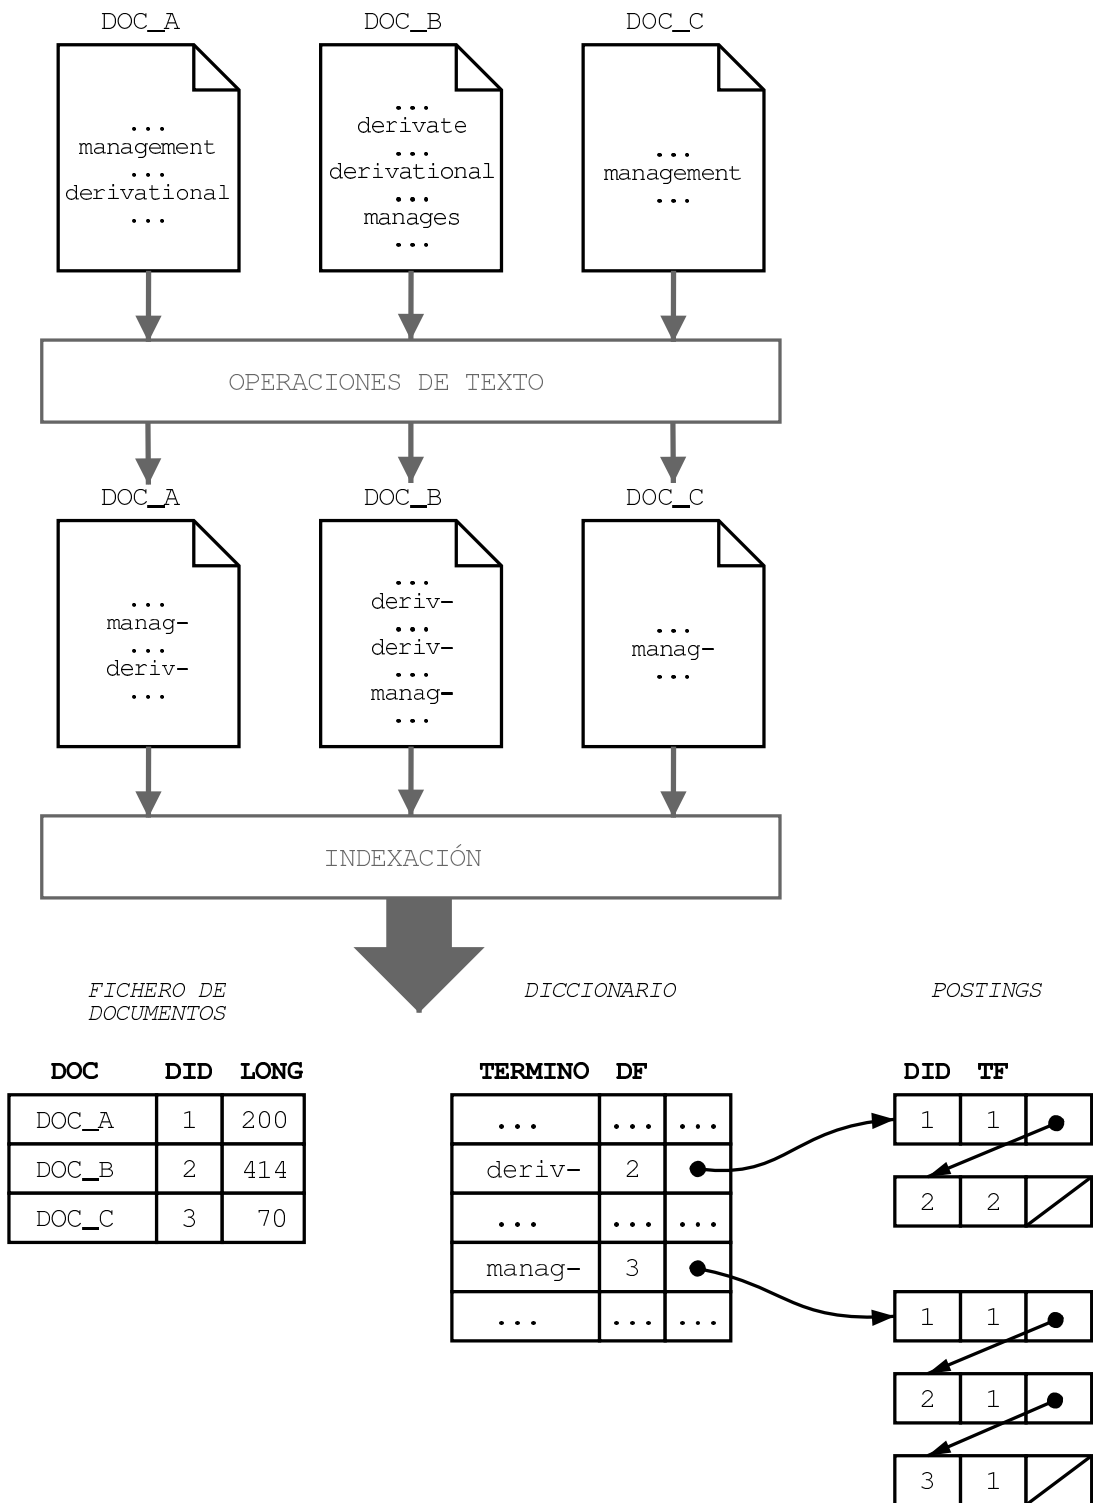 DOC_A DOC_B DOC_C
...
management
...
derivational
...
...
derivate
...
derivational
...
manages
...
...
management
...
OPERACIONES DE TEXTO
DOC_A DOC_B DOC_C
...
manag-
...
deriv-
...
...
deriv-
...
deriv-
...
manag-
...
...
manag-
...
INDEXACIÓN
FICHERO DE
DOCUMENTOS
DOC DID LONG
DOC_A 1 200
DOC_B 2 414
DOC_C 3 70
DICCIONARIO
TERMINO DF
... ... ...
deriv- 2
... ... ...
manag- 3
... ... ...
POSTINGS
DID TF
1 1
2 2
1 1
2 1
3 1